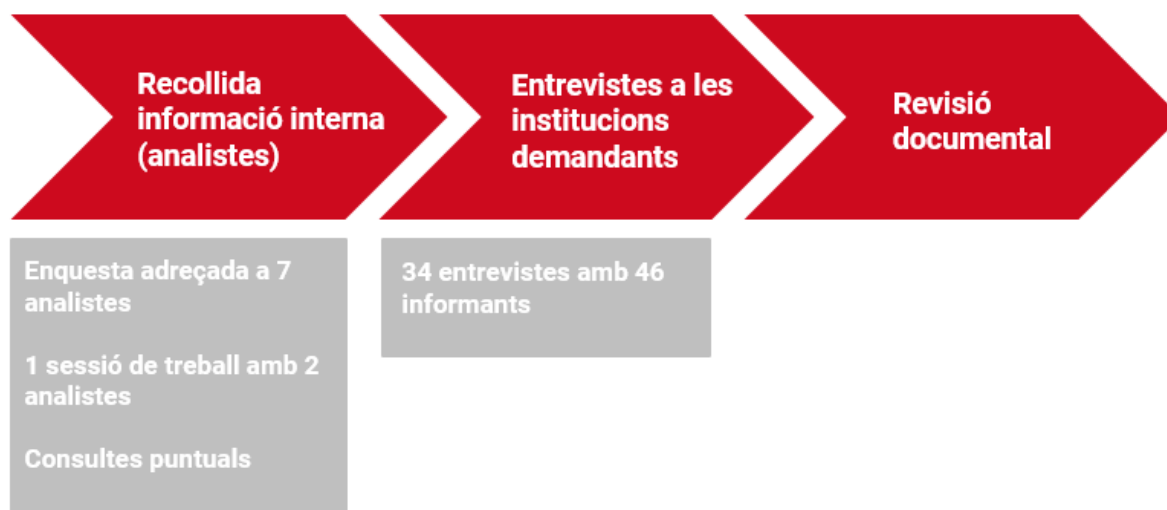 Recollida
informació interna
(analistes)
Entrevistes a les
institucions
demandants
Revisió
documental
Enquesta adreçada a 7
analistes
1 sessió de treball amb 2
analistes
Consultes puntuals
34 entrevistes amb 46
informants